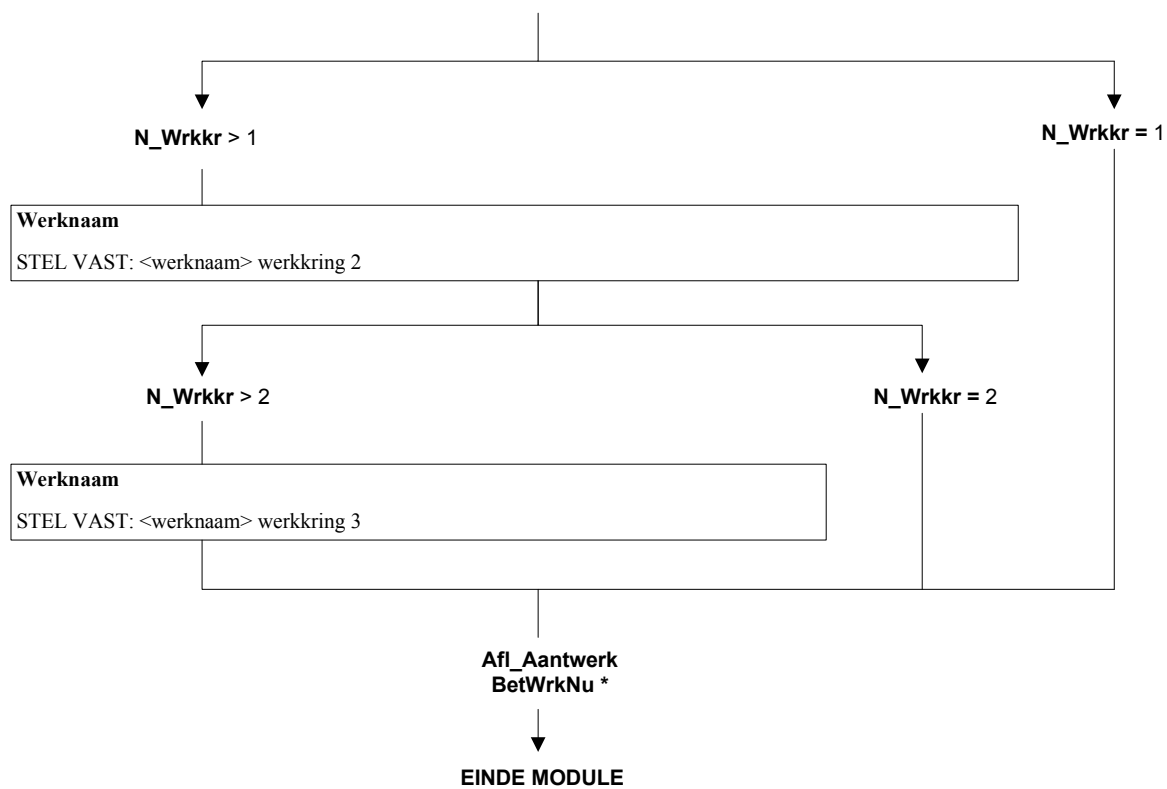 N_Wrkkr > 1
N_Wrkkr = 1
Werknaam
STEL VAST: <werknaam> werkkring 2
N_Wrkkr > 2
N_Wrkkr = 2
Werknaam
STEL VAST: <werknaam> werkkring 3
Afl_Aantwerk
BetWrkNu *
EINDE MODULE